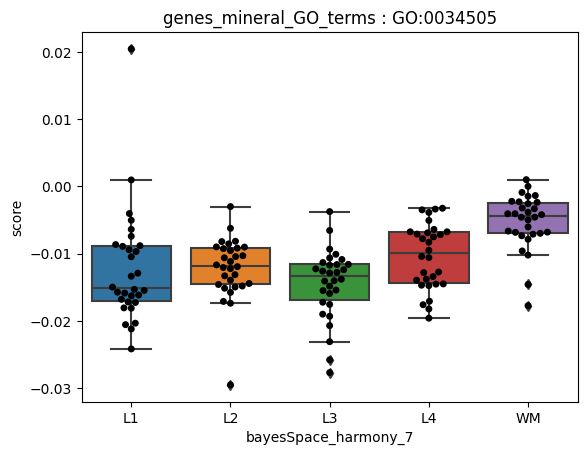 genes_mineral_GO_terms : GO:0034505
0.02
0.01
0.00
−0.01
−0.02
−0.03
score
L1 L2 L3 L4 WM
bayesSpace_harmony_7